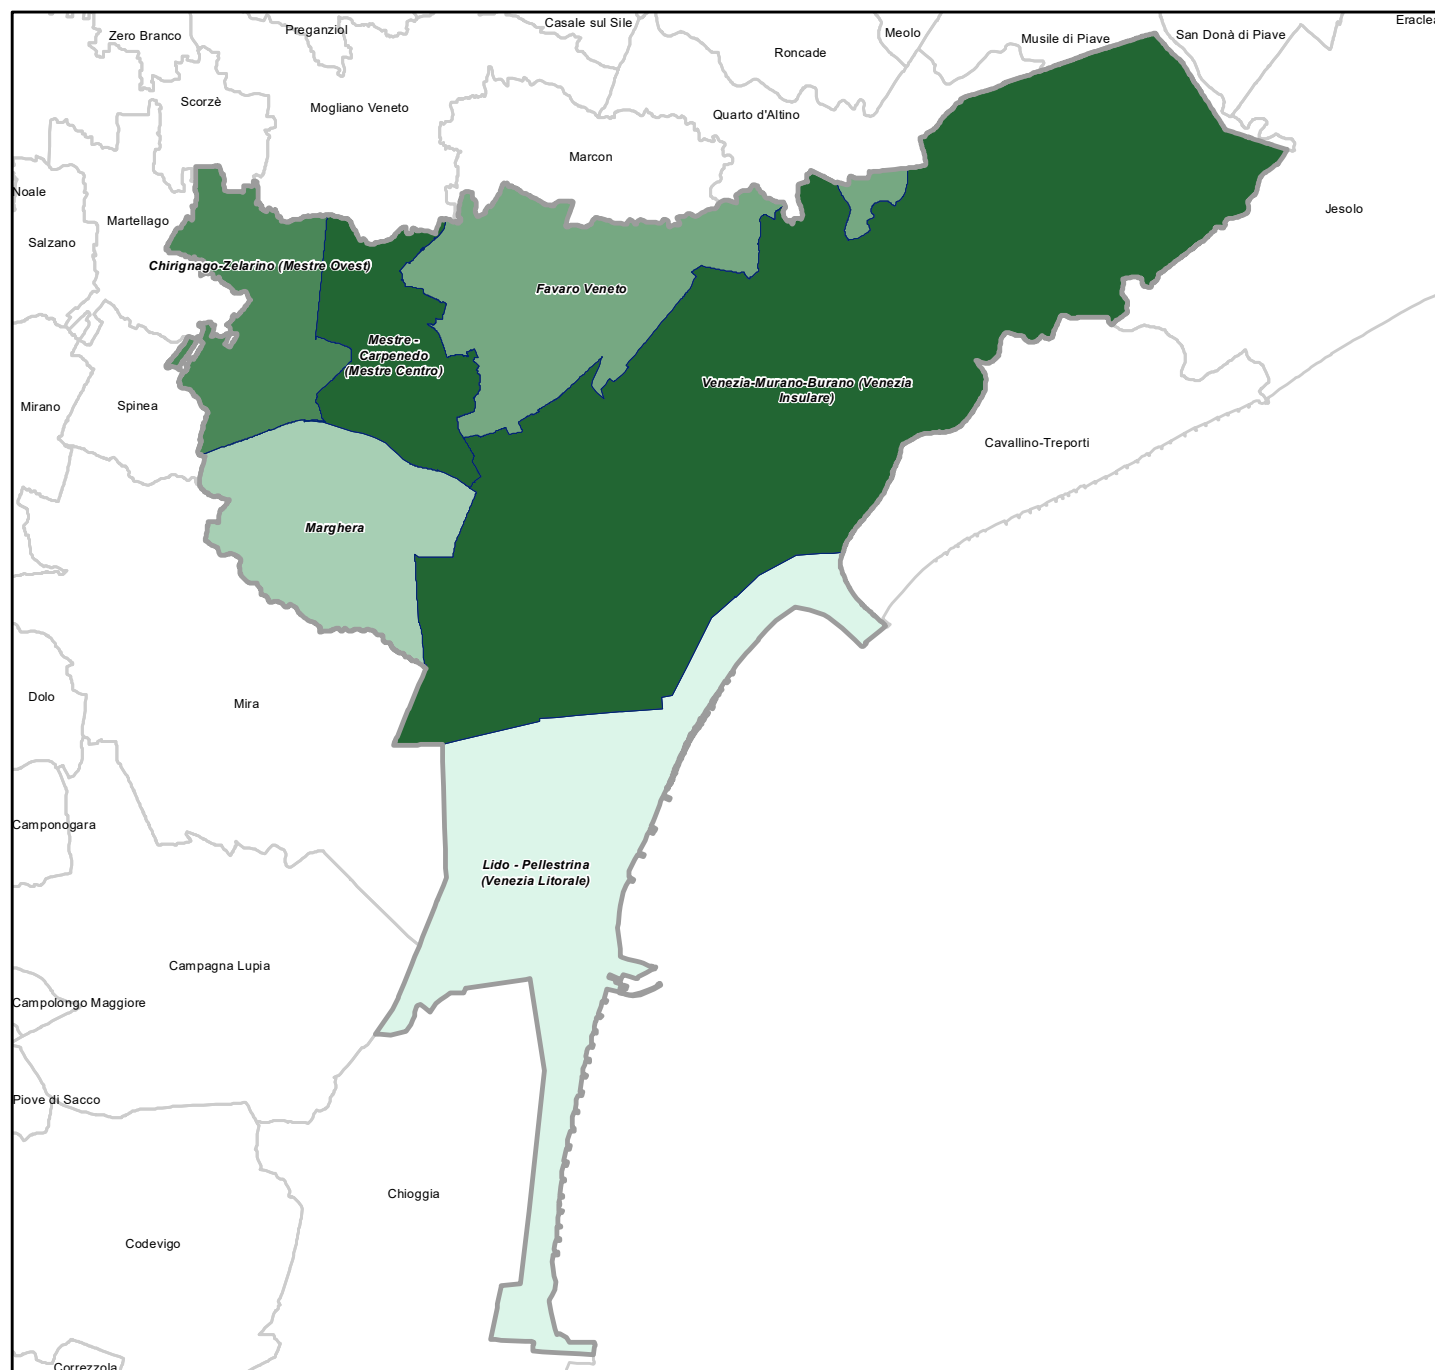 Casale sul Sile
Eraclea
Preganziol
Zero Branco
Meolo
San Donà di Piave
Musile di Piave
Roncade
Scorzè
Mogliano Veneto
Quarto d'Altino
Marcon
Noale
Martellago
Jesolo
Salzano
Chirignago-Zelarino (Mestre Ovest)
Favaro Veneto
Mestre -
Carpenedo
(Mestre Centro)
Venezia-Murano-Burano (Venezia
Insulare)
Mirano
Spinea
Cavallino-Treporti
Marghera
Dolo
Mira
Camponogara
Lido - Pellestrina
(Venezia Litorale)
Campagna Lupia
Campolongo Maggiore
Piove di Sacco
Chioggia
Codevigo
Correzzola